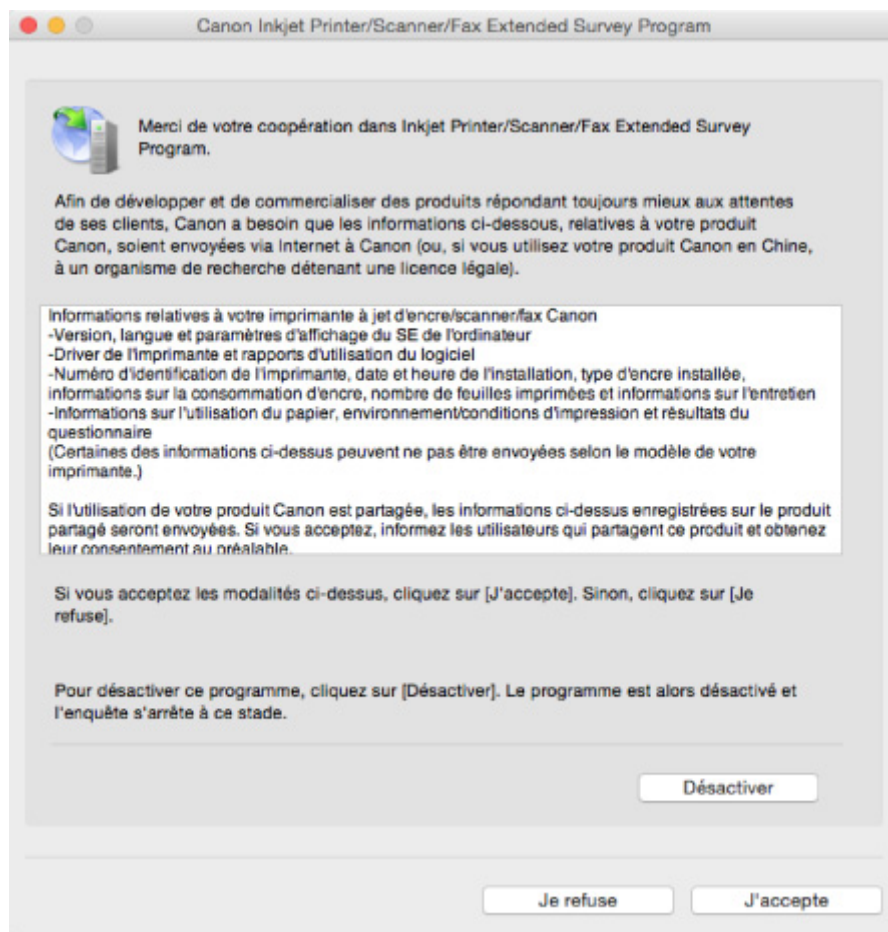 Canon Inkjet Printer/Scanner/Fax Extended Survey Program
Merci de votre coopération dans Inkjet Printer/Scanner/Fax Extended Survey
Program.
Afin de développer et de commercialiser des produits répondant toujours mieux aux attentes
de ses clients, Canon a besoin que les informations ci-dessous, relatives à votre produit
Canon, soient envoyées via Internet à Canon (ou, si vous utilisez votre produit Canon en Chine,
à un organisme de recherche détenant une licence légale).
Informations relatives à votre imprimante à jet d'encre/scanner/fax Canon
-Version, langue et paramètres d'affichage du SE de l'ordinateur
-Driver de l'imprimante et rapports d'utilisation du logiciel
-Numéro d'identification de l'imprimante, date et heure de l'installation, type d'encre installée,
informations sur la consommation d'encre, nombre de feuilles imprimées et informations sur l'entretien
-Informations sur l'utilisation du papier, environnement/conditions d'impression et résultats du
questionnaire
(Certaines des informations ci-dessus peuvent ne pas être envoyées selon le modèle de votre
imprimante.)
Si l'utilisation de votre produit Canon est partagée, les informations ci-dessus enregistrées sur le produit
partagé seront envoyées. Si vous acceptez, informez les utilisateurs qui partagent ce produit et obtenez
leur consentement au préalable.
Si vous acceptez les modalités ci-dessus, cliquez sur [J'accepte]. Sinon, cliquez sur [Je
refuse].
Pour désactiver ce programme, cliquez sur [Désactiver]. Le programme est alors désactivé et
l'enquête s'arrête à ce stade.
Désactiver
Je refuse
J'accepte